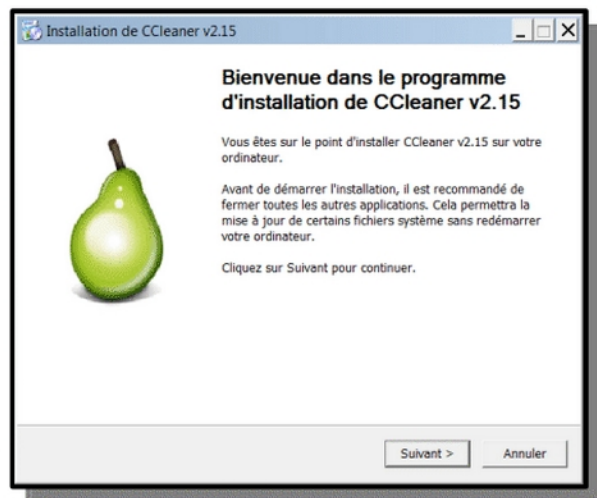 Installation de CCleaner v2.15
Bienvenue dans le programme
d'installation de CCleaner v2.15
Vous êtes sur le point d'installer CCleaner v2.15 sur votre
ordinateur.
Avant de démarrer l'installation, il est recommandé de
fermer toutes les autres applications. Cela permettra la
mise à jour de certains fichiers système sans redémarrer
votre ordinateur.
Cliquez sur Suivant pour continuer.
Suivant >
Annuler